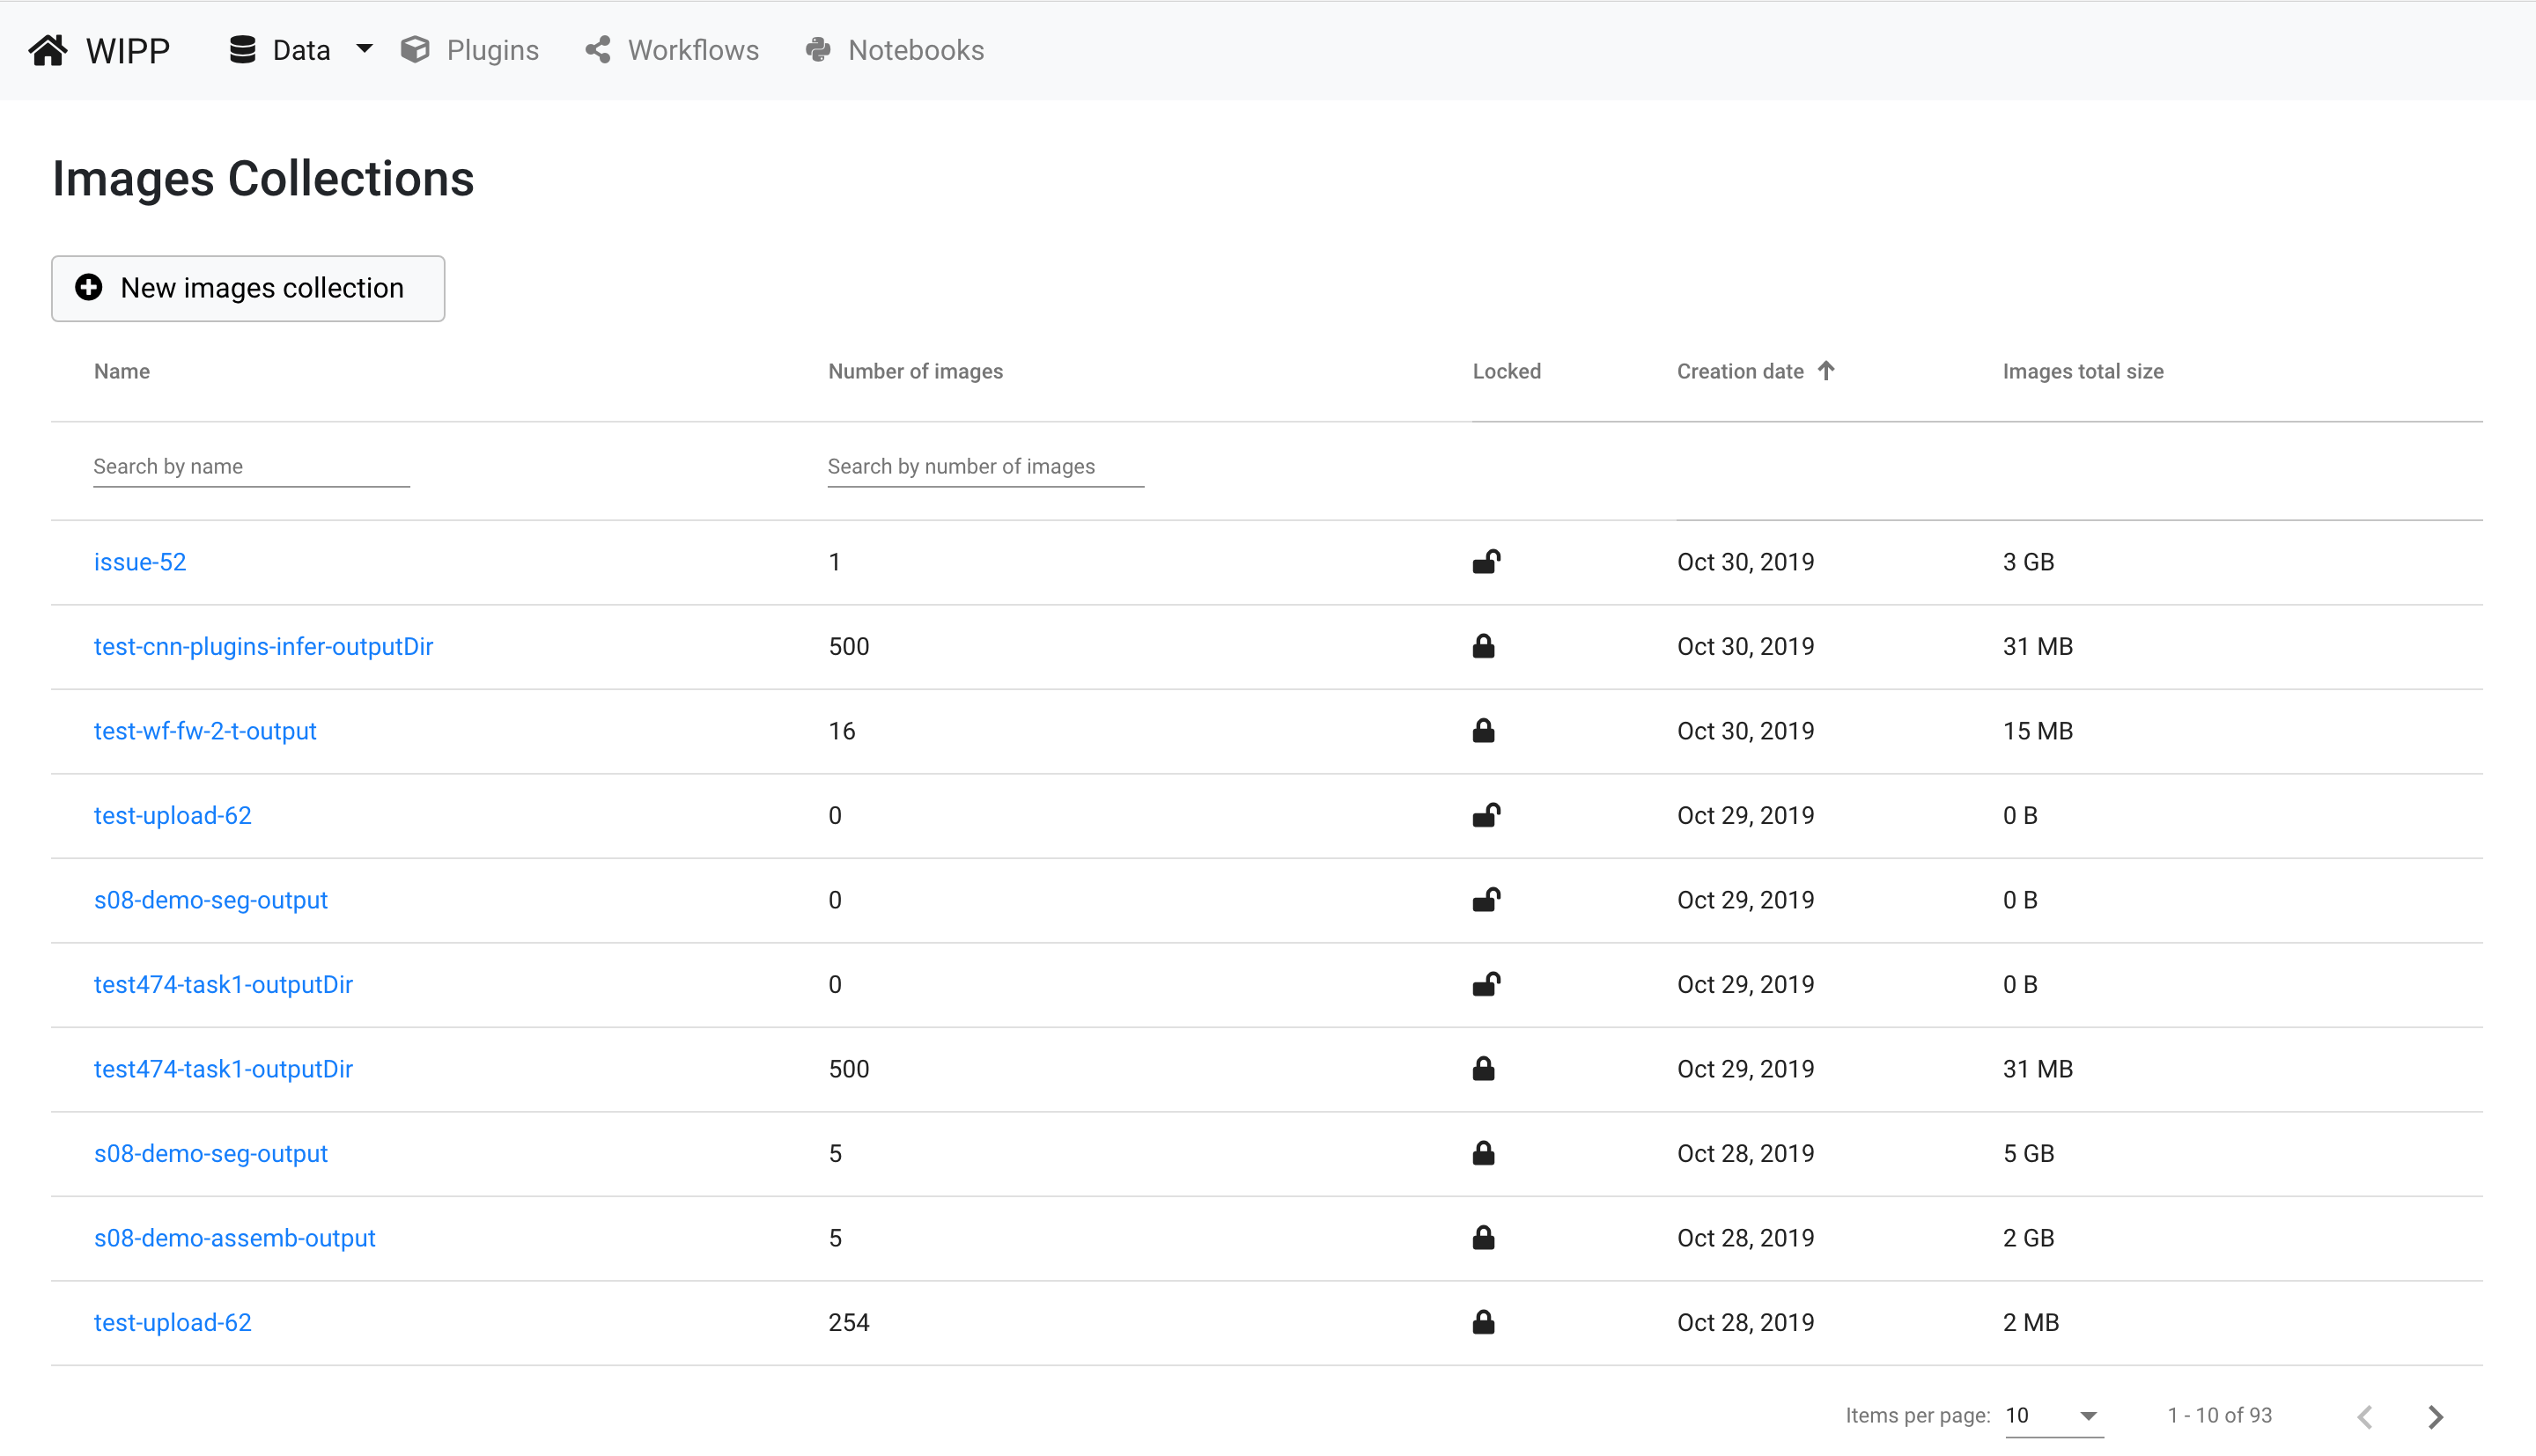 WIPP Data Plugins Workflows Notebooks
Images Collections
New images collection
Name Number of images Locked Creation date Images total size
Search by name Search by number of images
issue-52 1 Oct 30, 2019 3 GB
test-cnn-plugins-infer-outputDir 500 Oct 30, 2019 31 MB
test-wf-fw-2-t-output 16 Oct 30, 2019 15 MB
test-upload-62 0 Oct 29, 2019 0 B
s08-demo-seg-output 0 Oct 29, 2019 0 B
test474-task1-outputDir 0 Oct 29, 2019 0 B
test474-task1-outputDir 500 Oct 29, 2019 31 MB
s08-demo-seg-output 5 Oct 28, 2019 5 GB
s08-demo-assemb-output 5 Oct 28, 2019 2 GB
test-upload-62 254 Oct 28, 2019 2 MB
Items per page: 10 1 - 10 of 93